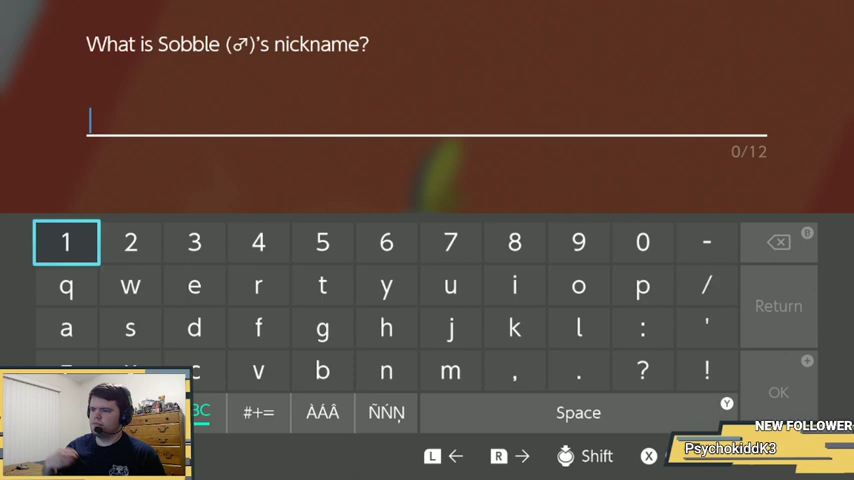 What is Sobble (♂)'s nickname?
0/12
1 2 3 4 5 6 7 8 9 0 -
q w e r t y u i o p /
Return
a s d f g h j k l : '
c v b n m , . ? !
OK
#+= ÀÁÂ ÑŃŅ Space Y
L ← R → Shift X
NEW FOLLOWER
PsychokiddK3